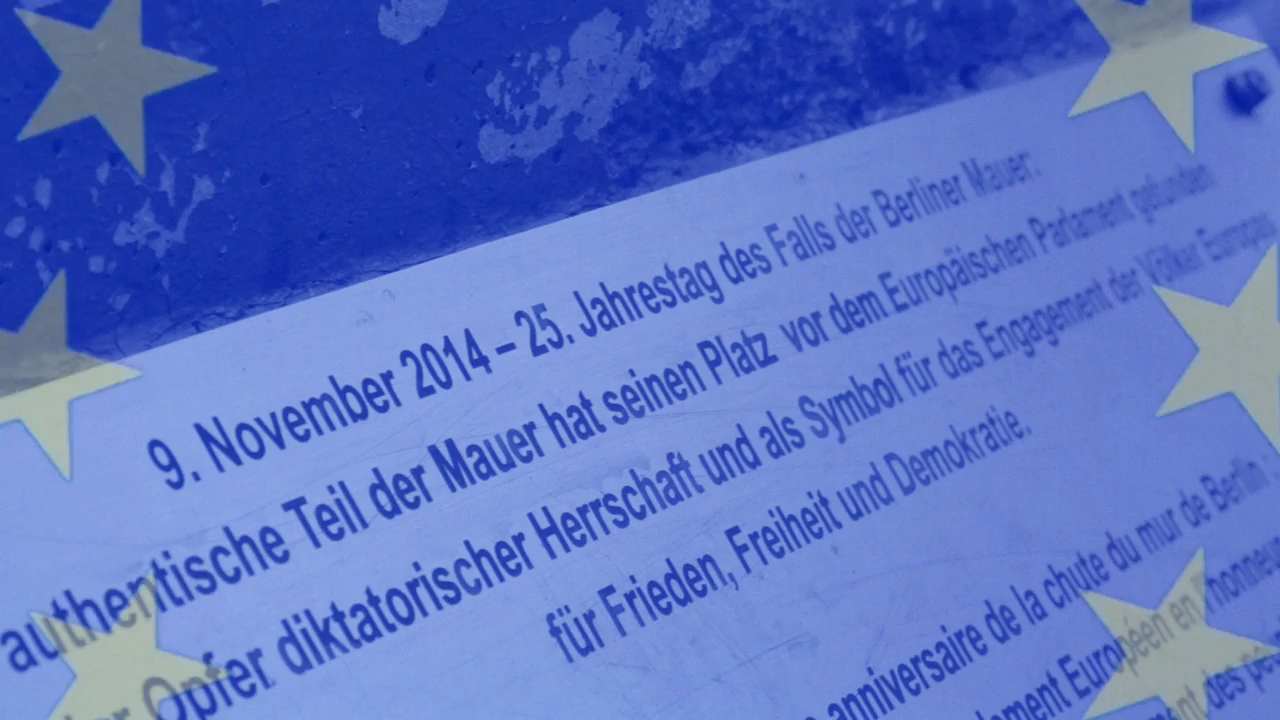 9. November 2014 – 25. Jahrestag des Falls der Berliner Mauer:
authentische Teil der Mauer hat seinen Platz vor dem Europäischen Parlament gefunden
Opfer diktatorischer Herrschaft und als Symbol für das Engagement der Völker Europas
für Frieden, Freiheit und Demokratie.
anniversaire de la chute du mur de Berlin
Européen en l'honneur
des